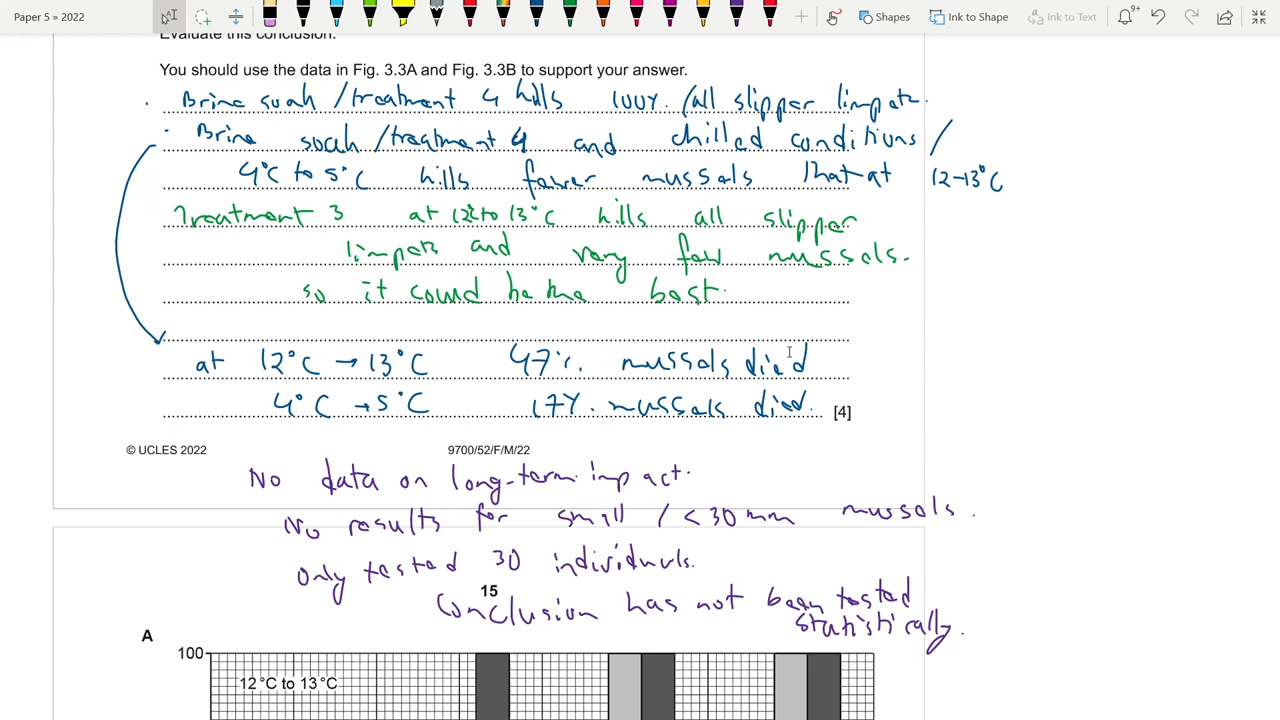 Paper 5 » 2022
Shapes
Ink to Shape
Ink to Text
9+
Evaluate this conclusion.
You should use the data in Fig. 3.3A and Fig. 3.3B to support your answer.
Brine soak / treatment 4 kills 100%. / all slipper limpets.
Brine soak / treatment 4 and chilled conditions /
4°C to 5°C kills fewer mussels that at 12-13°C
Treatment 3 at 12°C to 13°C kills all slipper
limpets and very few mussels.
so it could be the best.
at 12°C → 13°C 47%. mussels died
4°C → 5°C 17%. mussels died. [4]
© UCLES 2022 9700/52/F/M/22
No data on long-term impact.
No results for small / < 30 mm mussels.
Only tested 30 individuals.
15
Conclusion has not been tested
statistically.
A
100
12 °C to 13 °C